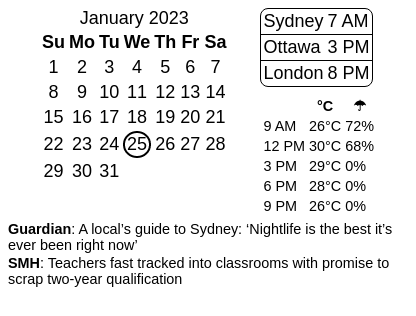 January 2023
Su Mo Tu We Th Fr Sa
1 2 3 4 5 6 7
8 9 10 11 12 13 14
15 16 17 18 19 20 21
22 23 24 25 26 27 28
29 30 31
Sydney 7 AM
Ottawa 3 PM
London 8 PM
°C ☂
9 AM 26°C 72%
12 PM 30°C 68%
3 PM 29°C 0%
6 PM 28°C 0%
9 PM 26°C 0%
Guardian: A local’s guide to Sydney: ‘Nightlife is the best it’s
ever been right now’
SMH: Teachers fast tracked into classrooms with promise to
scrap two-year qualification